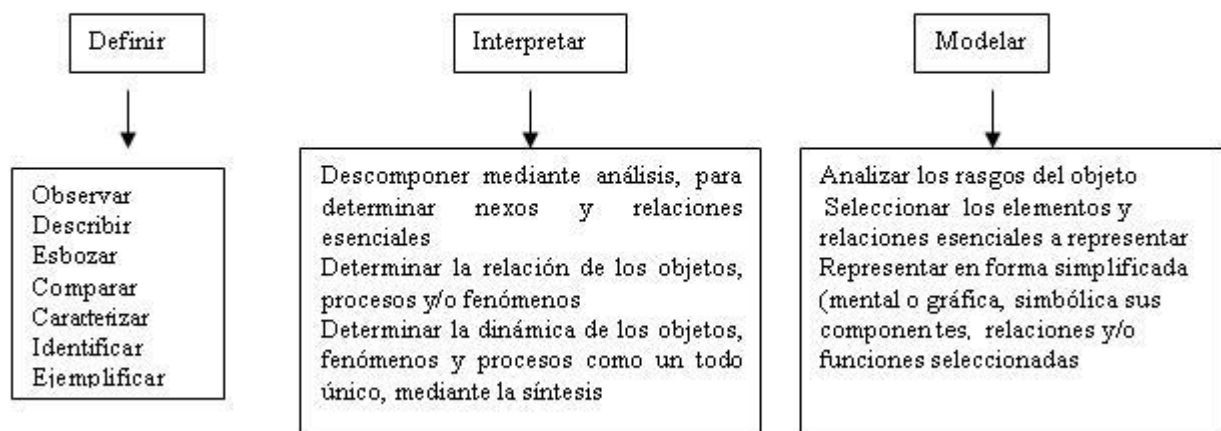 Definir
Interpretar
Modelar
Observar
Describir
Esbozar
Comparar
Caratterizar
Identificar
Ejemplificar
Descomponer mediante análisis, para
determinar nexos y relaciones
esenciales
Determinar la relación de los objetos,
procesos y/o fenómenos
Determinar la dinámica de los objetos,
fenómenos y procesos como un todo
único, mediante la síntesis
Analizar los rasgos del objeto
Seleccionar los elementos y
relaciones esenciales a representar
Representar en forma simplificada
(mental o gráfica, simbólica sus
componentes, relaciones y/o
funciones seleccionadas